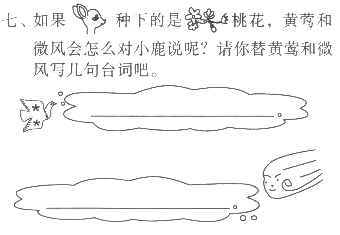 七、如果 种下的是 桃花，黄莺和
微风会怎么对小鹿说呢？请你替黄莺和微
风写几句台词吧。
。
。